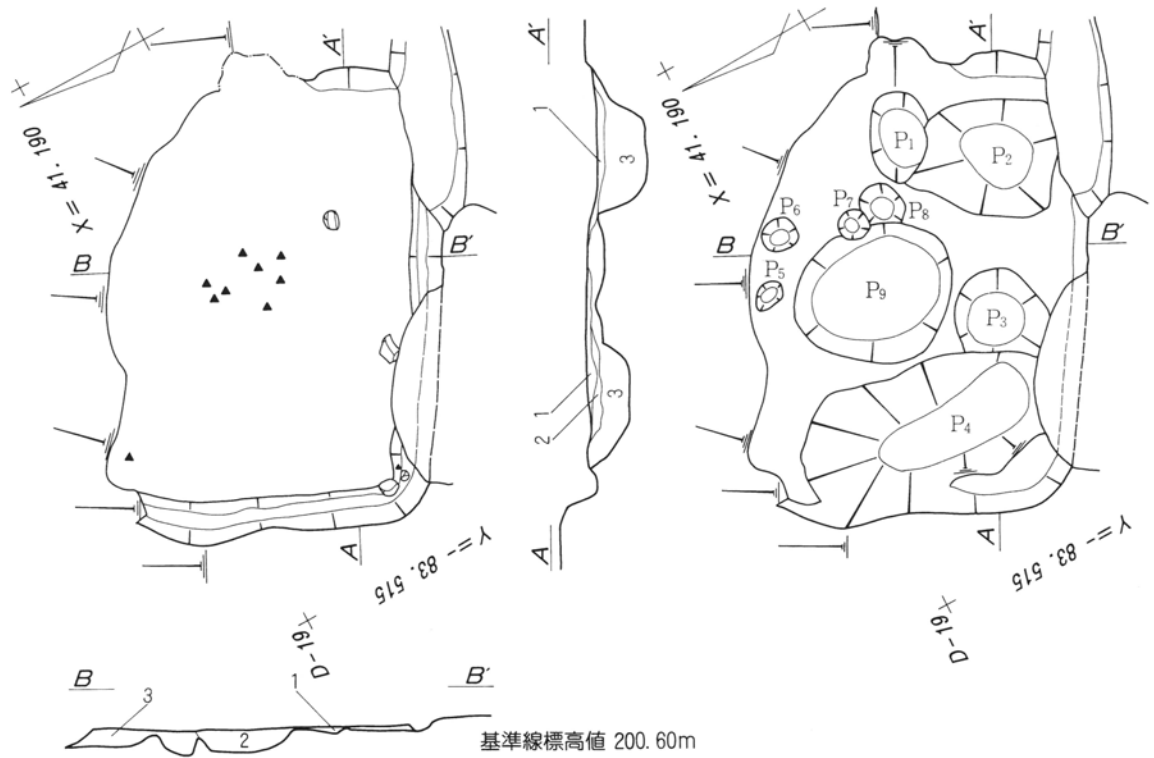 A'
X = 41. 190
B
B'
A
Y = - 83. 515
D-19
A'
1
3
1
2
3
A
A'
X = 41. 190
P1
P2
P7
P8
P6
B
B'
P5
P9
P3
P4
A
Y = - 83. 515
D-19
B
B'
3
1
2
基準線標高値 200. 60m